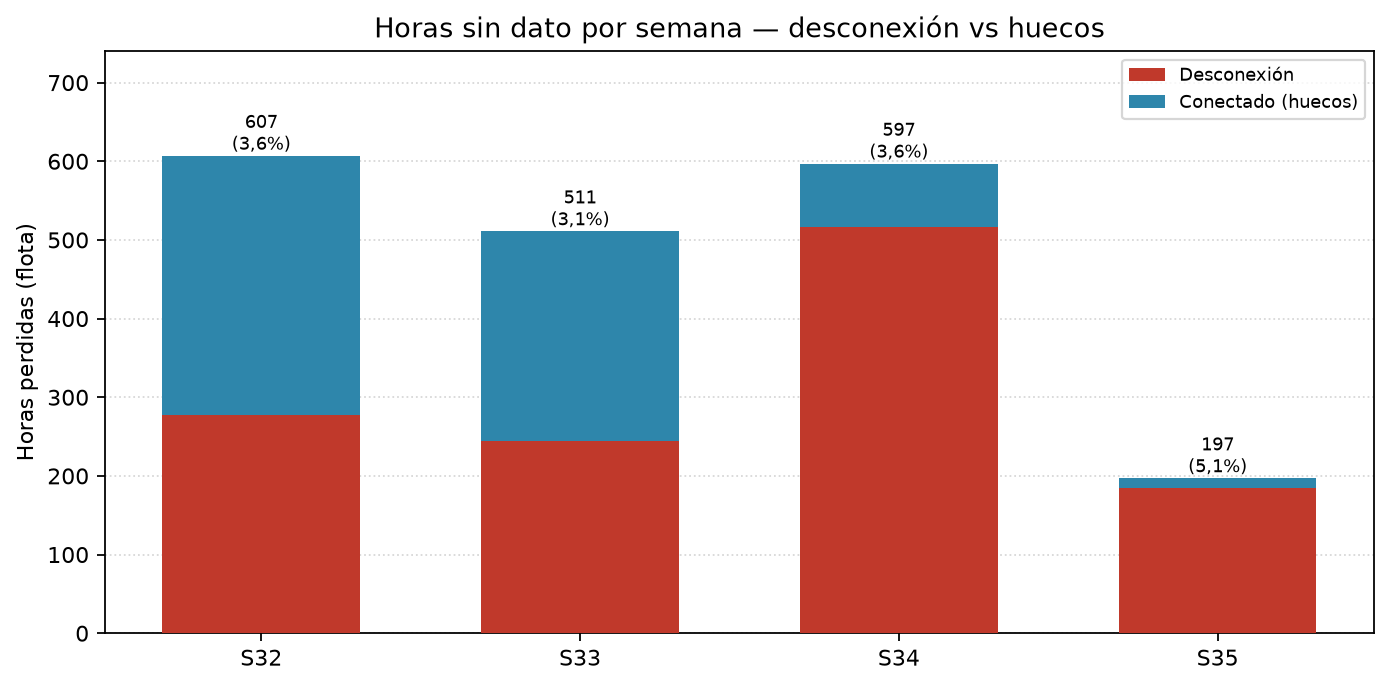 Horas sin dato por semana — desconexión vs huecos
Desconexión
Conectado (huecos)
Horas perdidas (flota)
700
600
500
400
300
200
100
0
607
(3,6%)
511
(3,1%)
597
(3,6%)
197
(5,1%)
S32
S33
S34
S35